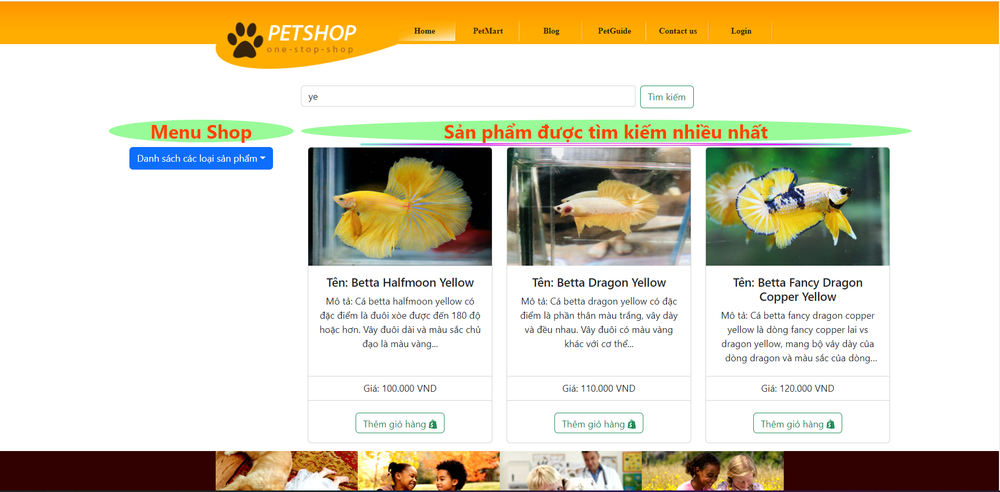 PETSHOP
one-stop-shop
Home
PetMart
Blog
PetGuide
Contact us
Login
ye
Tìm kiếm
Menu Shop
Sản phẩm được tìm kiếm nhiều nhất
Danh sách các loại sản phẩm
Tên: Betta Halfmoon Yellow
Mô tả: Cá betta halfmoon yellow có
đặc điểm là đuôi xòe được đến 180 độ
hoặc hơn. Vây đuôi dài và màu sắc chủ
đạo là màu vàng...
Giá: 100.000 VND
Thêm giỏ hàng
Tên: Betta Dragon Yellow
Mô tả: Cá betta dragon yellow có đặc
điểm là phần thân màu trắng, vây dày
và đều nhau. Vây đuôi có màu vàng
khác với cơ thể...
Giá: 110.000 VND
Thêm giỏ hàng
Tên: Betta Fancy Dragon
Copper Yellow
Mô tả: Cá betta fancy dragon copper
yellow là dòng fancy copper lai vs
dragon yellow, mang bộ vảy dày của
dòng dragon và màu sắc của dòng...
Giá: 120.000 VND
Thêm giỏ hàng